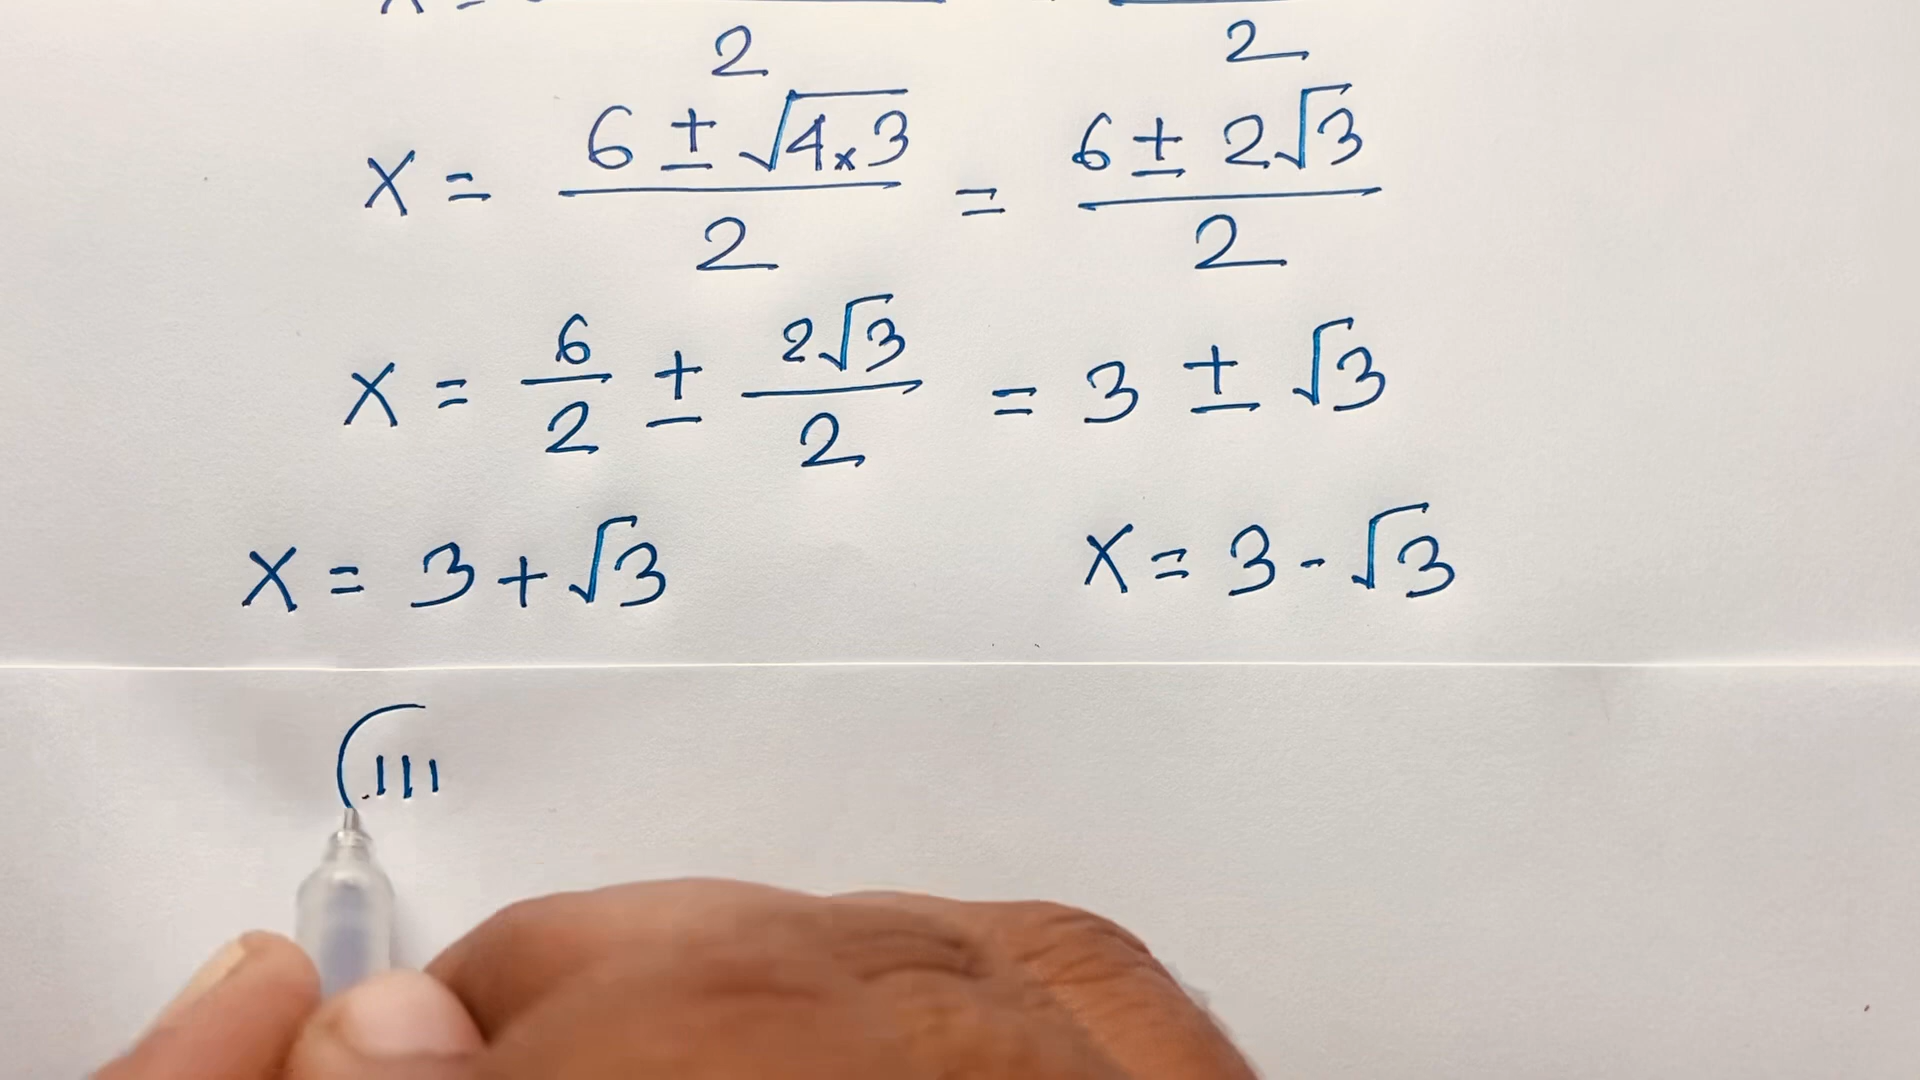 2 2
x = 6 ± √4×3 / 2 = 6 ± 2√3 / 2
x = 6/2 ± 2√3/2 = 3 ± √3
x = 3 + √3 x = 3 - √3
(III